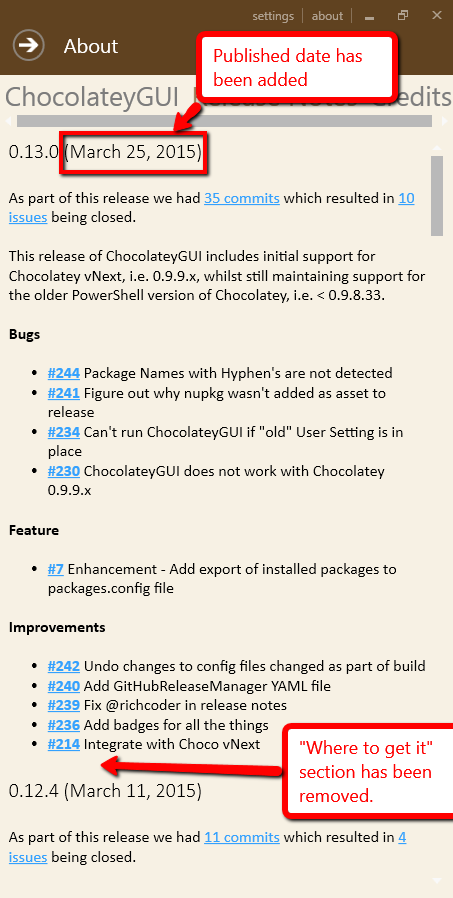 settings about
About
Published date has
been added
ChocolateyGUI Release Notes Credits
0.13.0 (March 25, 2015)
As part of this release we had 35 commits which resulted in 10
issues being closed.
This release of ChocolateyGUI includes initial support for
Chocolatey vNext, i.e. 0.9.9.x, whilst still maintaining support for
the older PowerShell version of Chocolatey, i.e. < 0.9.8.33.
Bugs
• #244 Package Names with Hyphen's are not detected
• #241 Figure out why nupkg wasn't added as asset to
release
• #234 Can't run ChocolateyGUI if "old" User Setting is in
place
• #230 ChocolateyGUI does not work with Chocolatey
0.9.9.x
Feature
• #7 Enhancement - Add export of installed packages to
packages.config file
Improvements
• #242 Undo changes to config files changed as part of build
• #240 Add GitHubReleaseManager YAML file
• #239 Fix @richcoder in release notes
• #236 Add badges for all the things
• #214 Integrate with Choco vNext
"Where to get it"
section has been
removed.
0.12.4 (March 11, 2015)
As part of this release we had 11 commits which resulted in 4
issues being closed.